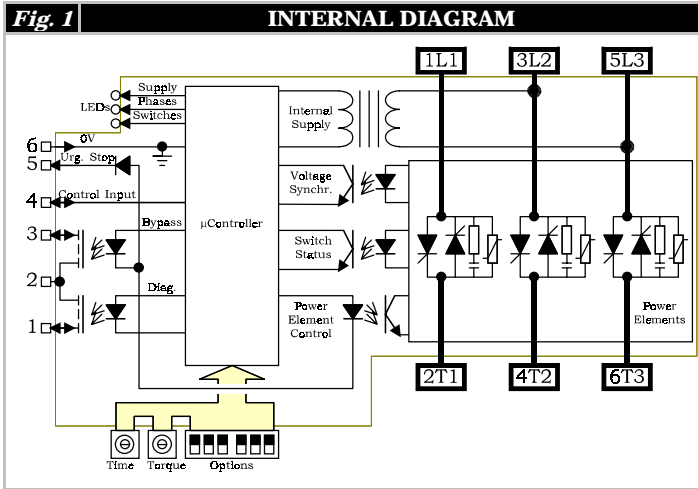 Fig. 1 INTERNAL DIAGRAM
1L1 3L2 5L3
Supply
Phases
Switches
LEDs
Internal
Supply
6 0V
5 Urg. Stop
4 Control Input
3 Bypass
2
1 Diag.
µController
Voltage
Synchr.
Switch
Status
Power
Element
Control
Power
Elements
2T1 4T2 6T3
Time Torque Options